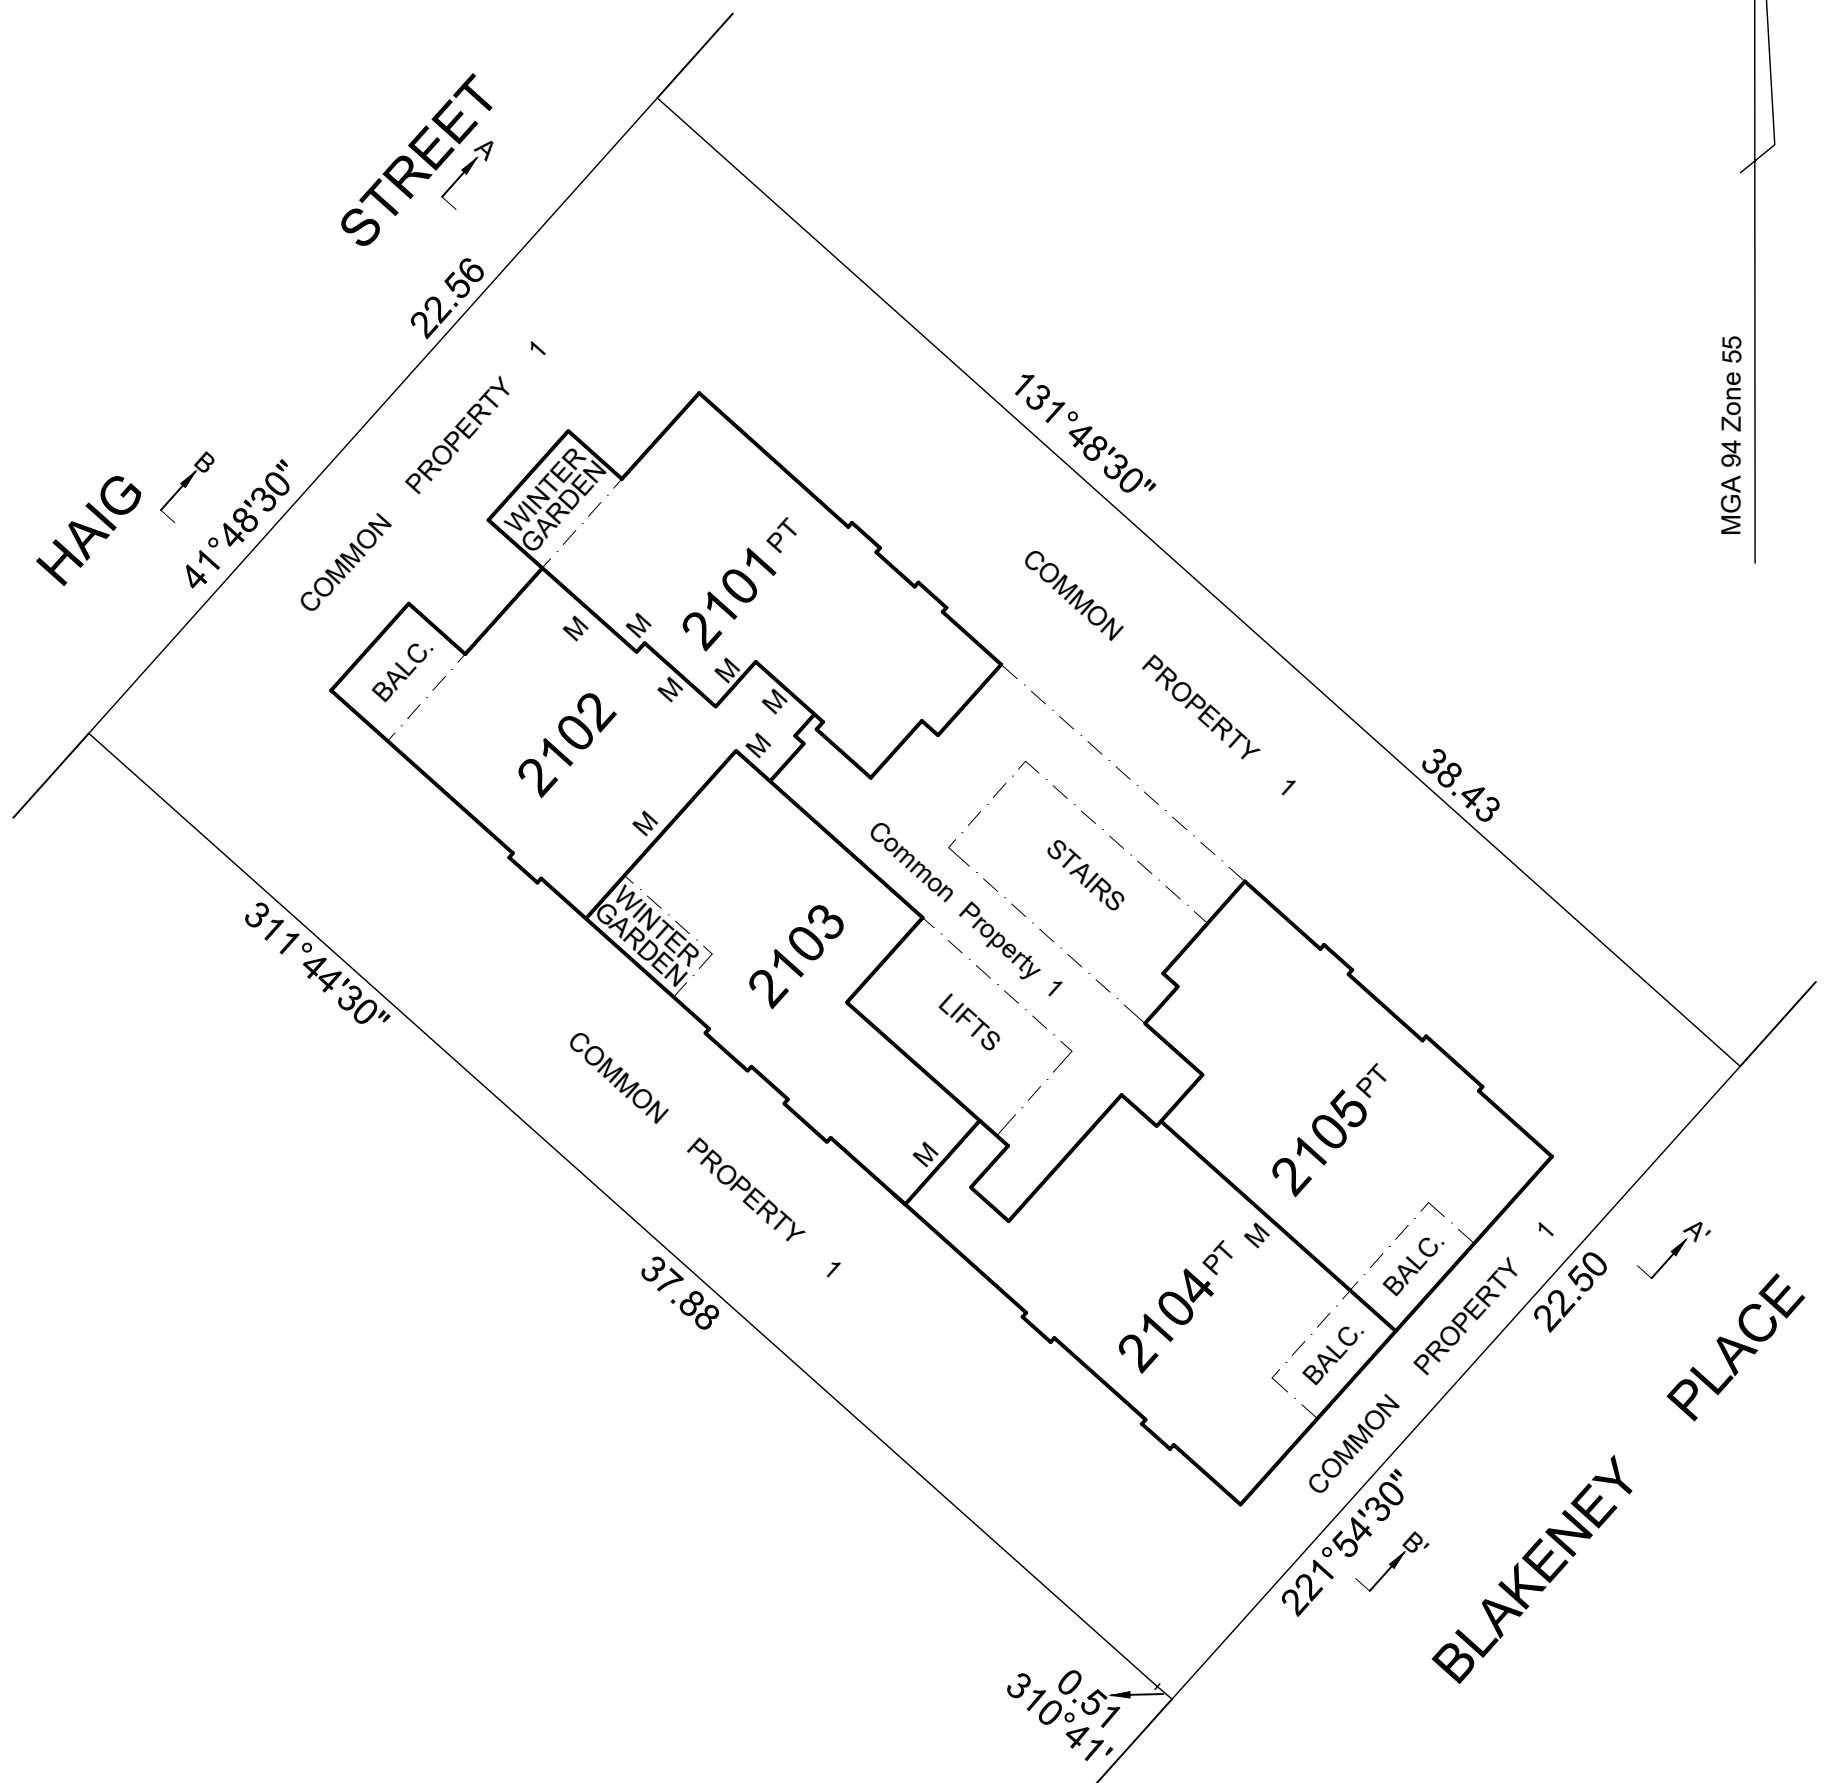 HAIG STREET
A
B
22.56
41°48'30"
COMMON PROPERTY 1
131°48'30"
38.43
MGA 94 Zone 55
WINTER
GARDEN
2101 PT
COMMON PROPERTY 1
BALC.
M
M
M
M
M
M
M
2102
STAIRS
Common Property 1
WINTER
GARDEN
2103
LIFTS
311°44'30"
37.88
COMMON PROPERTY 1
M
2105 PT
M
2104 PT
BALC.
BALC.
COMMON PROPERTY 1
22.50
221°54'30"
A'
B'
BLAKENEY PLACE
0.51
310°41'